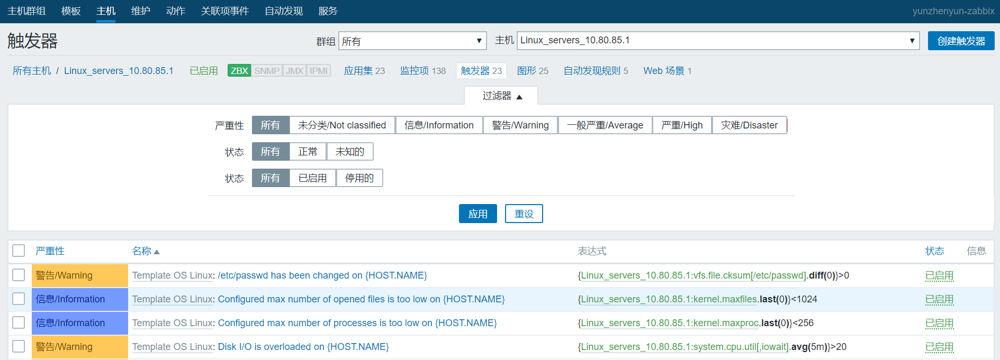 主机群组 模板 主机 维护 动作 关联项事件 自动发现 服务 yunzhenyun-zabbix
触发器 群组 所有 ▼ 主机 Linux_servers_10.80.85.1 ▼ 创建触发器
所有主机 / Linux_servers_10.80.85.1 已启用 ZBX SNMP JMX IPMI 应用集 23 监控项 138 触发器 23 图形 25 自动发现规则 5 Web 场景 1
过滤器 ▲
严重性 所有 未分类/Not classified 信息/Information 警告/Warning 一般严重/Average 严重/High 灾难/Disaster
状态 所有 正常 未知的
状态 所有 已启用 停用的
应用 重设
严重性 名称 ▲ 表达式 状态 信息
警告/Warning Template OS Linux: /etc/passwd has been changed on {HOST.NAME} {Linux_servers_10.80.85.1:vfs.file.cksum[/etc/passwd].diff(0)}>0 已启用
信息/Information Template OS Linux: Configured max number of opened files is too low on {HOST.NAME} {Linux_servers_10.80.85.1:kernel.maxfiles.last(0)}<1024 已启用
信息/Information Template OS Linux: Configured max number of processes is too low on {HOST.NAME} {Linux_servers_10.80.85.1:kernel.maxproc.last(0)}<256 已启用
警告/Warning Template OS Linux: Disk I/O is overloaded on {HOST.NAME} {Linux_servers_10.80.85.1:system.cpu.util[,iowait].avg(5m)}>20 已启用